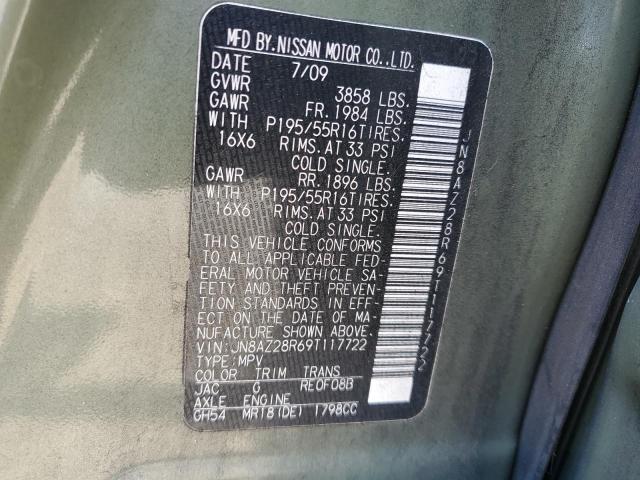 MFD BY.NISSAN MOTOR CO.,LTD.
DATE 7/09
GVWR 3858 LBS.
GAWR FR.1984 LBS.
WITH P195/55R16TIRES.
16X6 RIMS.AT 33 PSI
COLD SINGLE.
GAWR RR.1896 LBS.
WITH P195/55R16TIRES.
16X6 RIMS.AT 33 PSI
COLD SINGLE.
THIS VEHICLE CONFORMS
TO ALL APPLICABLE FED-
ERAL MOTOR VEHICLE SA-
FETY AND THEFT PREVEN-
TION STANDARDS IN EFF-
ECT ON THE DATE OF MA-
NUFACTURE SHOWN ABOVE.
VIN:JN8AZ28R69T117722
TYPE:MPV
COLOR TRIM TRANS
JAC G RE0F08B
AXLE ENGINE
GH54 MR18(DE) 1798CC
JN8AZ28R69T117722